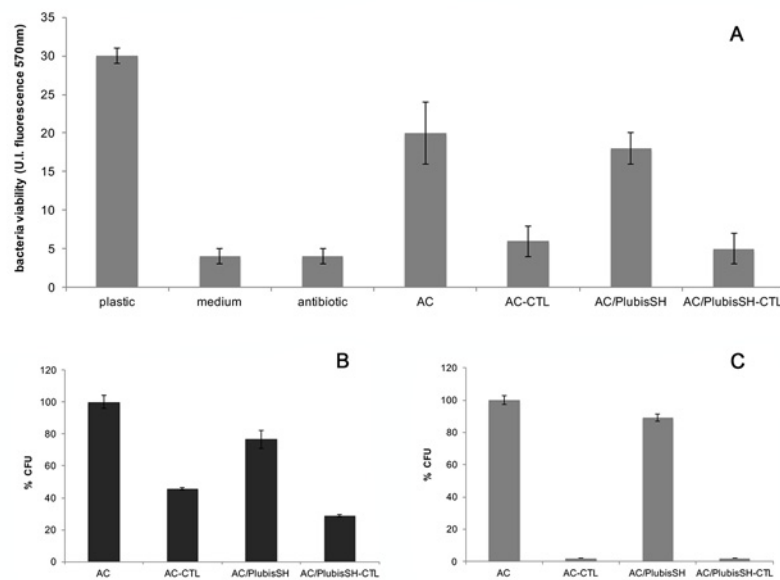 A
bacteria viability (U.I. fluorescence 570nm)
35
30
25
20
15
10
5
0
plastic medium antibiotic AC AC-CTL AC/PlubisSH AC/PlubisSH-CTL
B
% CFU
120
100
80
60
40
20
0
AC AC-CTL AC/PlubisSH AC/PlubisSH-CTL
C
% CFU
120
100
80
60
40
20
0
AC AC-CTL AC/PlubisSH AC/PlubisSH-CTL